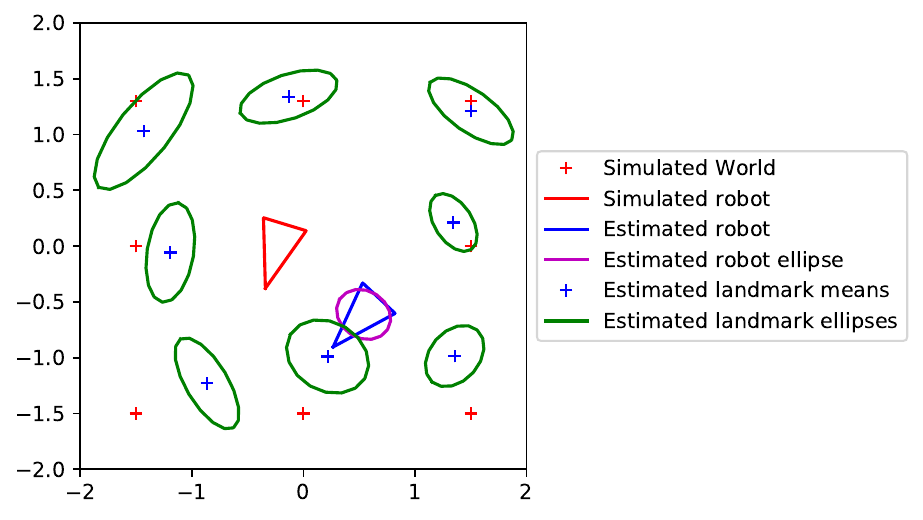 2.0
1.5
1.0
0.5
0.0
−0.5
−1.0
−1.5
−2.0
−2
−1
0
1
2
Simulated World
Simulated robot
Estimated robot
Estimated robot ellipse
Estimated landmark means
Estimated landmark ellipses